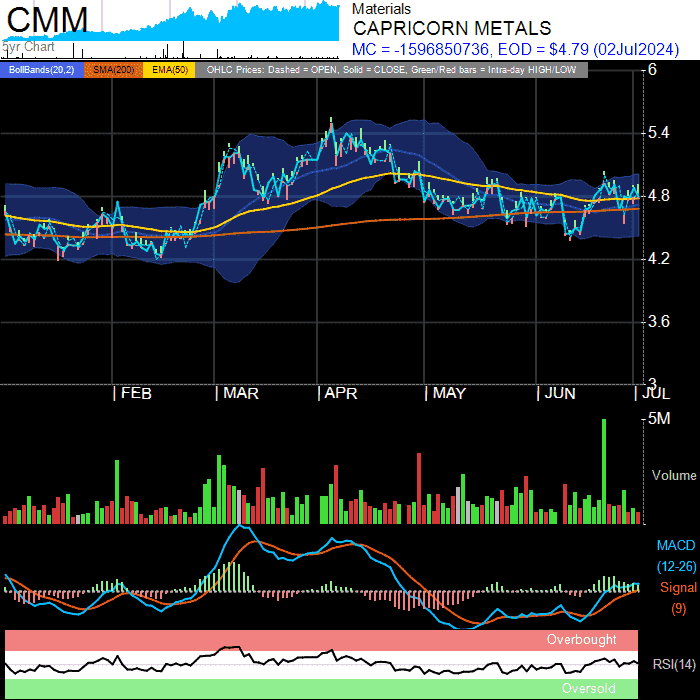 CMM
5yr Chart
Materials
CAPRICORN METALS
MC = -1596850736, EOD = $4.79 (02Jul2024)
BollBands(20,2) SMA(200) EMA(50) OHLC Prices: Dashed = OPEN, Solid = CLOSE, Green/Red bars = Intra-day HIGH/LOW
6
5.4
4.8
4.2
3.6
3
FEB MAR APR MAY JUN JUL
5M
Volume
MACD
(12-26)
Signal
(9)
Overbought
RSI(14)
Oversold